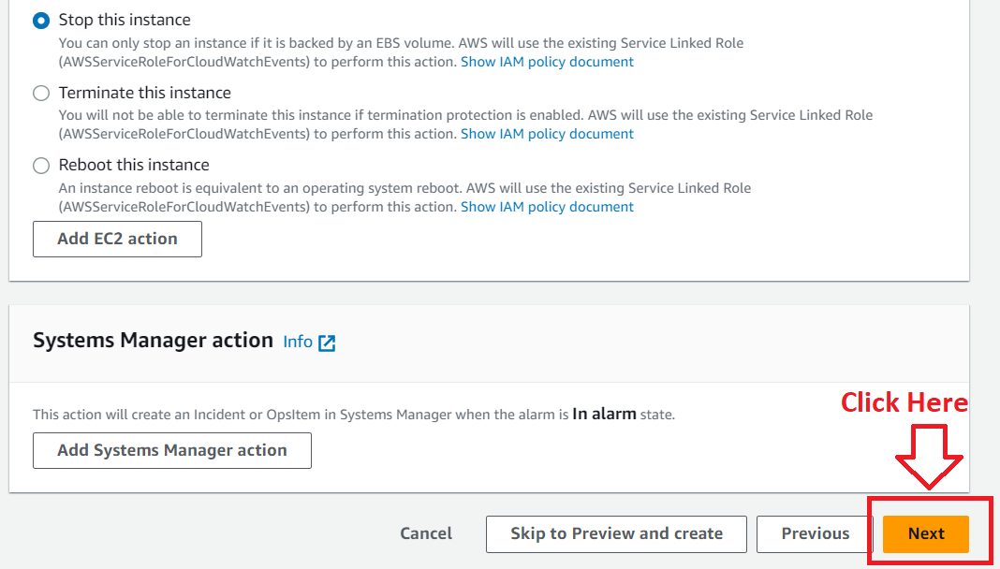 Stop this instance
You can only stop an instance if it is backed by an EBS volume. AWS will use the existing Service Linked Role
(AWSServiceRoleForCloudWatchEvents) to perform this action. Show IAM policy document
Terminate this instance
You will not be able to terminate this instance if termination protection is enabled. AWS will use the existing Service Linked Role
(AWSServiceRoleForCloudWatchEvents) to perform this action. Show IAM policy document
Reboot this instance
An instance reboot is equivalent to an operating system reboot. AWS will use the existing Service Linked Role
(AWSServiceRoleForCloudWatchEvents) to perform this action. Show IAM policy document
Add EC2 action
Systems Manager action Info
This action will create an Incident or OpsItem in Systems Manager when the alarm is In alarm state.
Add Systems Manager action
Click Here
Cancel Skip to Preview and create Previous Next